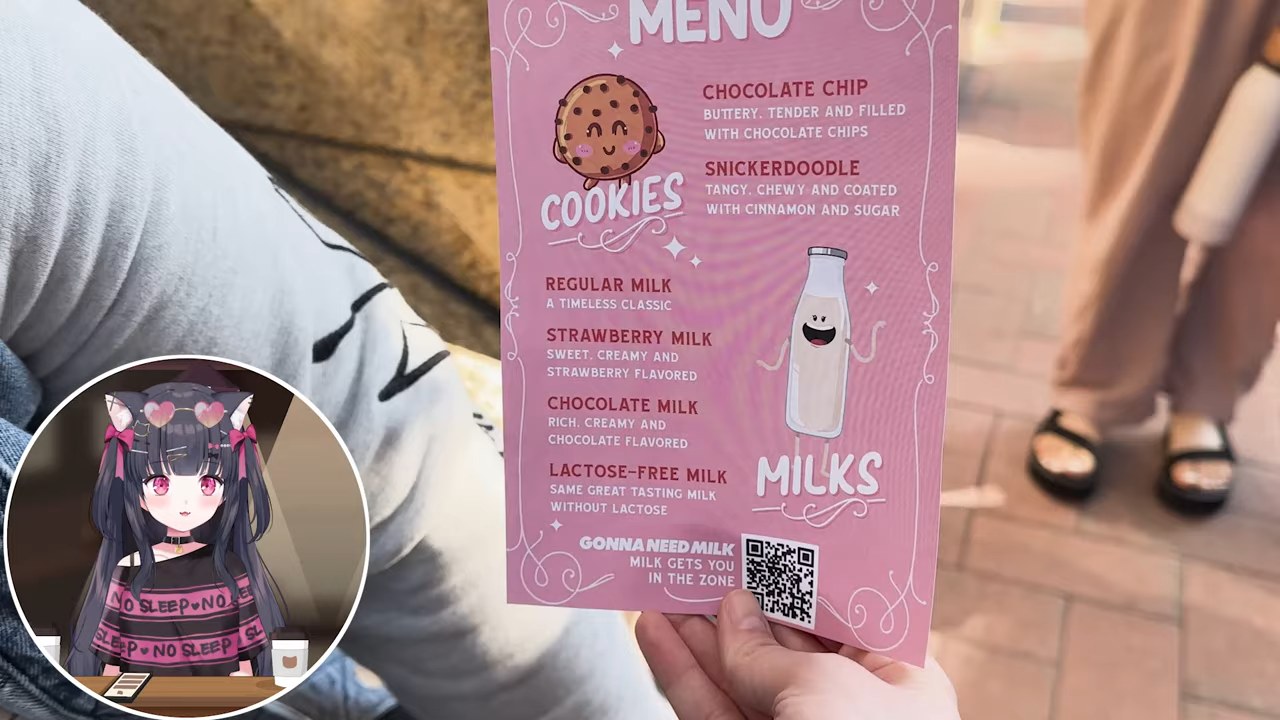 MENU
CHOCOLATE CHIP
BUTTERY, TENDER AND FILLED
WITH CHOCOLATE CHIPS
SNICKERDOODLE
TANGY, CHEWY AND COATED
WITH CINNAMON AND SUGAR
COOKIES
REGULAR MILK
A TIMELESS CLASSIC
STRAWBERRY MILK
SWEET, CREAMY AND
STRAWBERRY FLAVORED
CHOCOLATE MILK
RICH, CREAMY AND
CHOCOLATE FLAVORED
LACTOSE-FREE MILK
SAME GREAT TASTING MILK
WITHOUT LACTOSE
MILKS
GONNA NEED MILK
MILK GETS YOU
IN THE ZONE
NO SLEEP♥NO SLEEP
SLEEP♥NO SLEEP